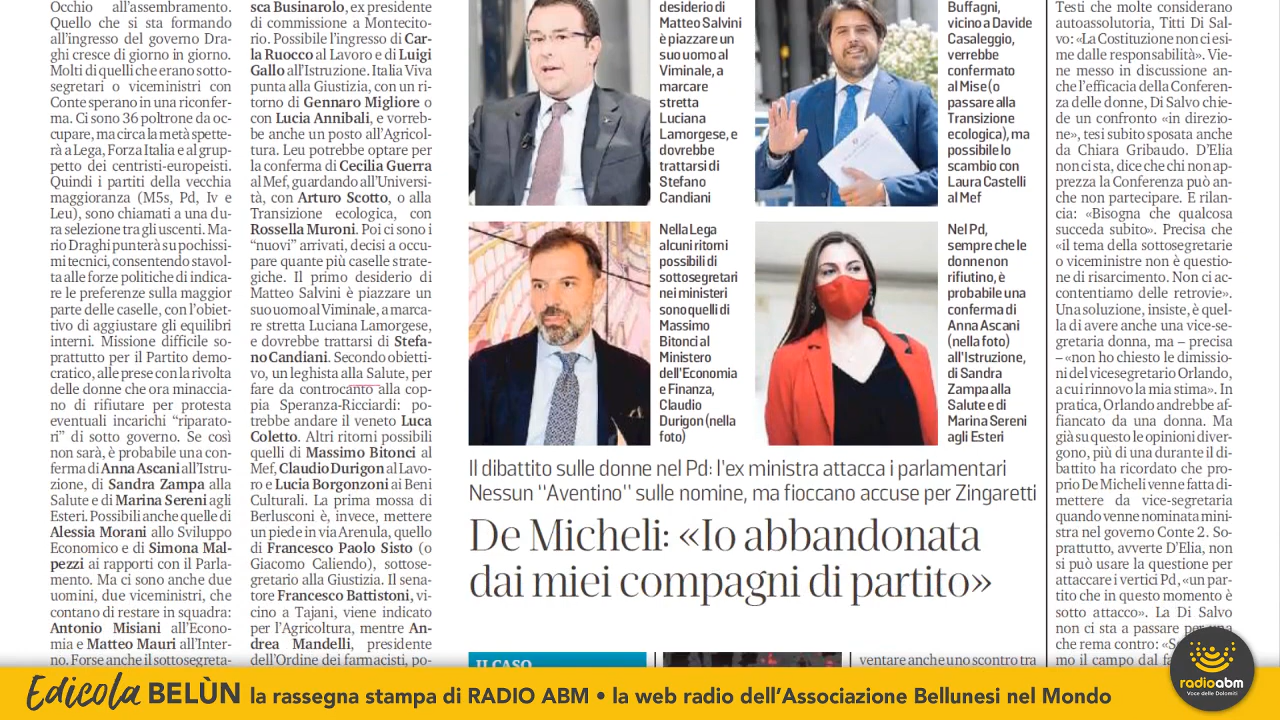 Occhio all'assembramento.
Quello che si sta formando
all'ingresso del governo Dra-
ghi cresce di giorno in giorno.
Molti di quelli che erano sotto-
segretari o viceministri con
Conte sperano in una riconfer-
ma. Ci sono 36 poltrone da oc-
cupare, ma circa la metà spette-
rà a Lega, Forza Italia e al grup-
petto dei centristi-europeisti.
Quindi i partiti della vecchia
maggioranza (M5s, Pd, Iv e
Leu), sono chiamati a una du-
ra selezione tra gli uscenti. Ma-
rio Draghi punterà su pochissi-
mi tecnici, consentendo stavol-
ta alle forze politiche di indica-
re le preferenze sulla maggior
parte delle caselle, con l'obiet-
tivo di aggiustare gli equilibri
interni. Missione difficile so-
prattutto per il Partito demo-
cratico, alle prese con la rivolta
delle donne che ora minaccia-
no di rifiutare per protesta
eventuali incarichi "riparato-
ri" di sotto governo. Se così
non sarà, è probabile una con-
ferma di Anna Ascani all'Istru-
zione, di Sandra Zampa alla
Salute e di Marina Sereni agli
Esteri. Possibili anche quelle di
Alessia Morani allo Sviluppo
Economico e di Simona Mal-
pezzi ai rapporti con il Parla-
mento. Ma ci sono anche due
uomini, due viceministri, che
contano di restare in squadra:
Antonio Misiani all'Econo-
mia e Matteo Mauri all'Inter-
no. Forse anche il sottosegreta-
sca Businarolo, ex presidente
di commissione a Montecito-
rio. Possibile l'ingresso di Car-
la Ruocco al Lavoro e di Luigi
Gallo all'Istruzione. Italia Viva
punta alla Giustizia, con un ri-
torno di Gennaro Migliore o
con Lucia Annibali, e vorreb-
be anche un posto all'Agricol-
tura. Leu potrebbe optare per
la conferma di Cecilia Guerra
al Mef, guardando all'Universi-
tà, con Arturo Scotto, o alla
Transizione ecologica, con
Rossella Muroni. Poi ci sono i
"nuovi" arrivati, decisi a occu-
pare quante più caselle strate-
giche. Il primo desiderio di
Matteo Salvini è piazzare un
suo uomo al Viminale, a marca-
re stretta Luciana Lamorgese,
e dovrebbe trattarsi di Stefa-
no Candiani. Secondo obietti-
vo, un leghista alla Salute, per
fare da controcanto alla cop-
pia Speranza-Ricciardi: po-
trebbe andare il veneto Luca
Coletto. Altri ritorni possibili
quelli di Massimo Bitonci al
Mef, Claudio Durigon al Lavo-
ro e Lucia Borgonzoni ai Beni
Culturali. La prima mossa di
Berlusconi è, invece, mettere
un piede in via Arenula, quello
di Francesco Paolo Sisto (o
Giacomo Caliendo), sottose-
gretario alla Giustizia. Il sena-
tore Francesco Battistoni, vi-
cino a Tajani, viene indicato
per l'Agricoltura, mentre An-
drea Mandelli, presidente
dell'Ordine dei farmacisti, po-
desiderio di
Matteo Salvini
è piazzare un
suo uomo al
Viminale, a
marcare
stretta
Luciana
Lamorgese, e
dovrebbe
trattarsi di
Stefano
Candiani
Buffagni,
vicino a Davide
Casaleggio,
verrebbe
confermato
al Mise (o
passare alla
Transizione
ecologica), ma
possibile lo
scambio con
Laura Castelli
al Mef
Nella Lega
alcuni ritorni
possibili di
sottosegretari
nei ministeri
sono quelli di
Massimo
Bitonci al
Ministero
dell'Economia
e Finanza,
Claudio
Durigon (nella
foto)
Nel Pd,
sempre che le
donne non
rifiutino, è
probabile una
conferma di
Anna Ascani
(nella foto)
all'Istruzione,
di Sandra
Zampa alla
Salute e di
Marina Sereni
agli Esteri
Il dibattito sulle donne nel Pd: l'ex ministra attacca i parlamentari
Nessun "Aventino" sulle nomine, ma fioccano accuse per Zingaretti
De Micheli: «Io abbandonata
dai miei compagni di partito»
IL CASO
ventare anche uno scontro tra
Testi che molte considerano
autoassolutoria, Titti Di Sal-
vo: «La Costituzione non ci esi-
me dalle responsabilità». Vie-
ne messo in discussione an-
che l'efficacia della Conferen-
za delle donne, Di Salvo chie-
de un confronto «in direzio-
ne», tesi subito sposata anche
da Chiara Gribaudo. D'Elia
non ci sta, dice che chi non ap-
prezza la Conferenza può an-
che non partecipare. E rilan-
cia: «Bisogna che qualcosa
succeda subito». Precisa che
«il tema della sottosegretarie
o viceministre non è questio-
ne di risarcimento. Non ci ac-
contentiamo delle retrovie».
Una soluzione, insiste, è quel-
la di avere anche una vice-se-
gretaria donna, ma – precisa
– «non ho chiesto le dimissio-
ni del vicesegretario Orlando,
a cui rinnovo la mia stima». In
pratica, Orlando andrebbe af-
fiancato da una donna. Ma
già su questo le opinioni diver-
gono, più di una durante il di-
battito ha ricordato che pro-
prio De Micheli venne fatta di-
mettere da vice-segretaria
quando venne nominata mini-
stra nel governo Conte 2. So-
prattutto, avverte D'Elia, non
si può usare la questione per
attaccare i vertici Pd, «un par-
tito che in questo momento è
sotto attacco». La Di Salvo
non ci sta a passare per una
che rema contro:
mo il campo dal
Edicola BELÙN la rassegna stampa di RADIO ABM • la web radio dell'Associazione Bellunesi nel Mondo
radioabm
Voce delle Dolomiti